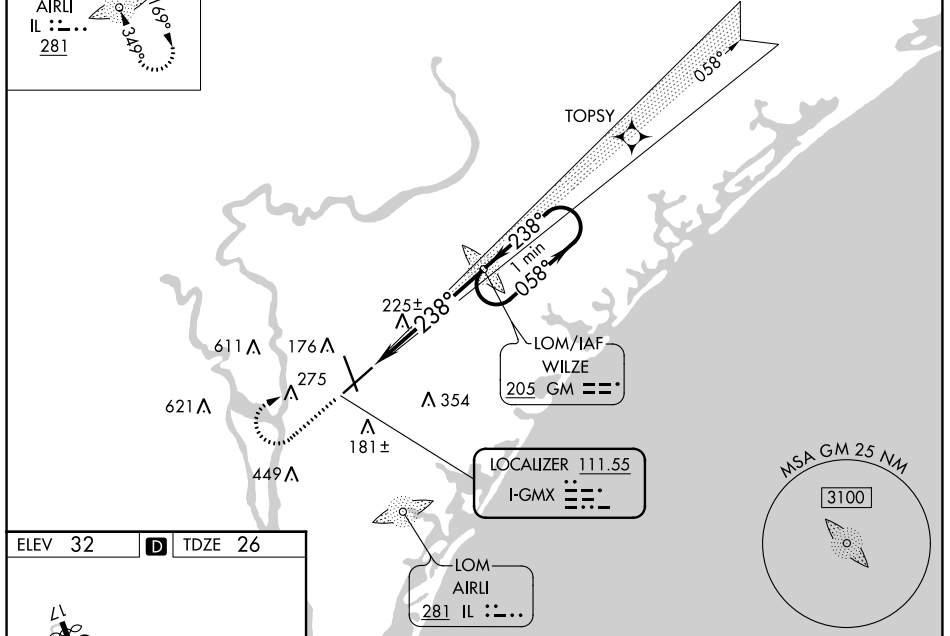 AIRLI
IL
281
349°
169°
058°
TOPSY
238°
1 min
058°
225±
238°
611
176
LOM/IAF
WILZE
205 GM
275
621
354
181±
LOCALIZER 111.55
I-GMX
449
MSA GM 25 NM
3100
ELEV 32 D TDZE 26
LOM
AIRLI
281 IL
17